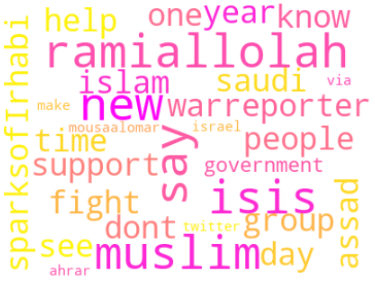 help
one
year
know
ramiallolah
islam
saudi
via
make
new
warreporter
mousaalomar
israel
time
say
people
support
government
fight
isis
dont
group
twitter
see
muslim
day
ahrar
sparksofIrhabi
assad